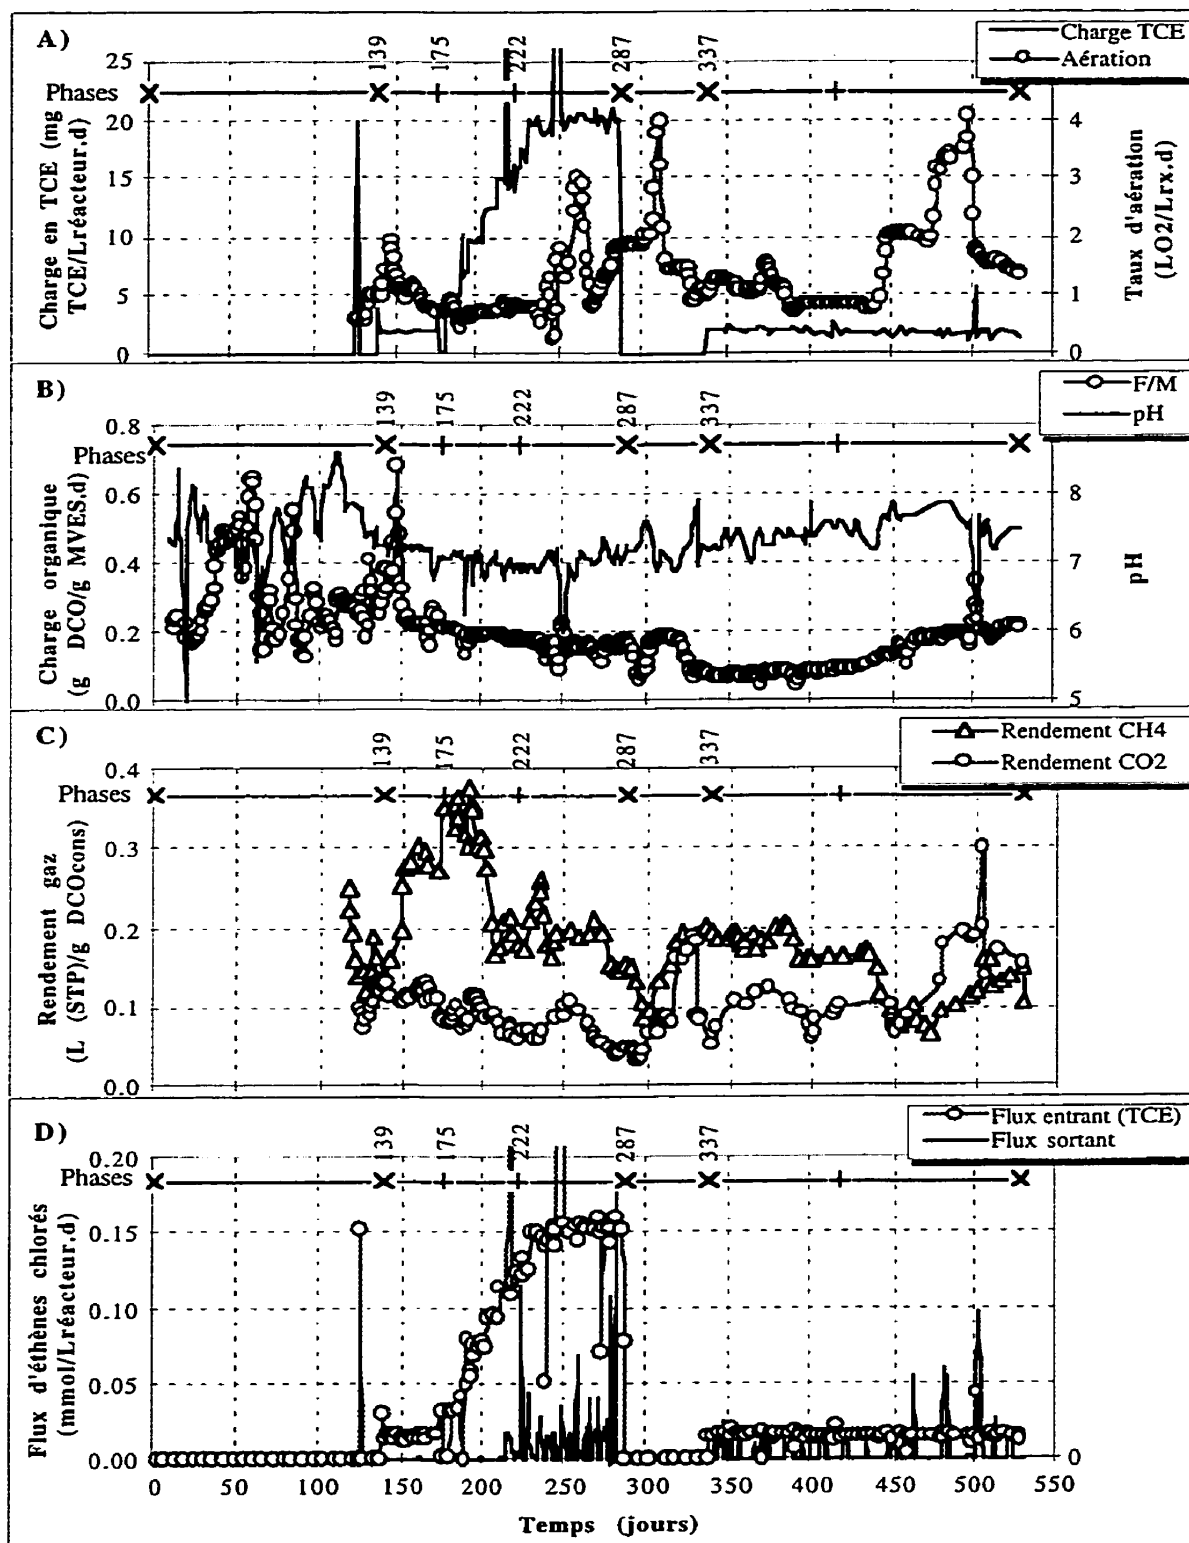 A)
Charge TCE
Aération
139
175
222
287
337
25
20
15
10
5
0
Phases
4
3
2
1
0
Charge en TCE (mg
TCE/Lréacteur.d)
Taux d'aération
(LO2/Lrx.d)
B)
F/M
pH
139
175
222
287
337
0.8
0.6
0.4
0.2
0.0
Phases
8
7
6
5
Charge organique
(g DCO/g MVES.d)
pH
C)
Rendement CH4
Rendement CO2
139
175
222
287
337
0.4
0.3
0.2
0.1
0.0
Phases
Rendement gaz
(L (STP)/g DCOcons)
D)
Flux entrant (TCE)
Flux sortant
139
175
222
287
337
0.20
0.15
0.10
0.05
0.00
Phases
0
Flux d'éthènes chlorés
(mmol/Lréacteur.d)
0 50 100 150 200 250 300 350 400 450 500 550
Temps (jours)